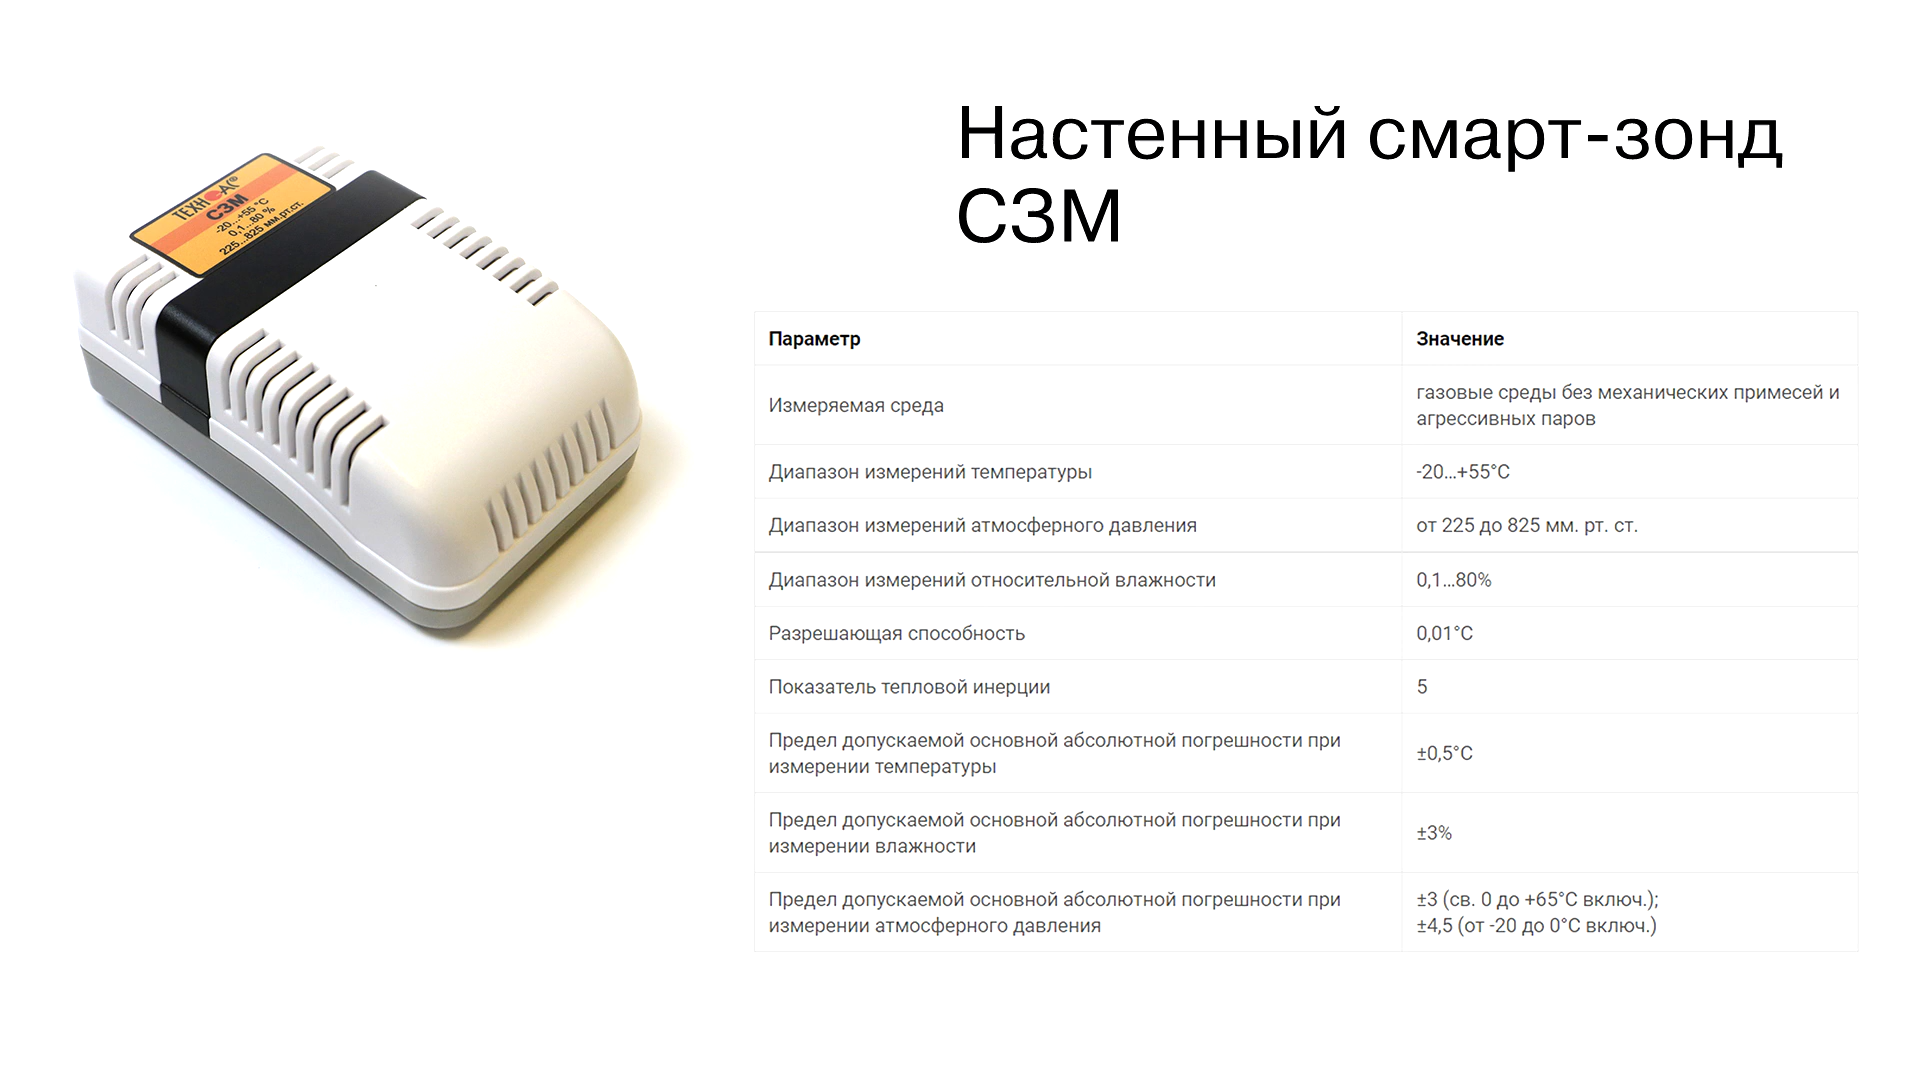 ТЕХНОАС®
СЗМ
-20...+55 °С
0,1...80 %
225...825 мм.рт.ст.
Настенный смарт-зонд
СЗМ
Параметр Значение
Измеряемая среда
газовые среды без механических примесей и
агрессивных паров
Диапазон измерений температуры -20…+55°С
Диапазон измерений атмосферного давления от 225 до 825 мм. рт. ст.
Диапазон измерений относительной влажности 0,1…80%
Разрешающая способность 0,01°С
Показатель тепловой инерции 5
Предел допускаемой основной абсолютной погрешности при
измерении температуры
±0,5°С
Предел допускаемой основной абсолютной погрешности при
измерении влажности
±3%
Предел допускаемой основной абсолютной погрешности при
измерении атмосферного давления
±3 (св. 0 до +65°С включ.);
±4,5 (от -20 до 0°С включ.)